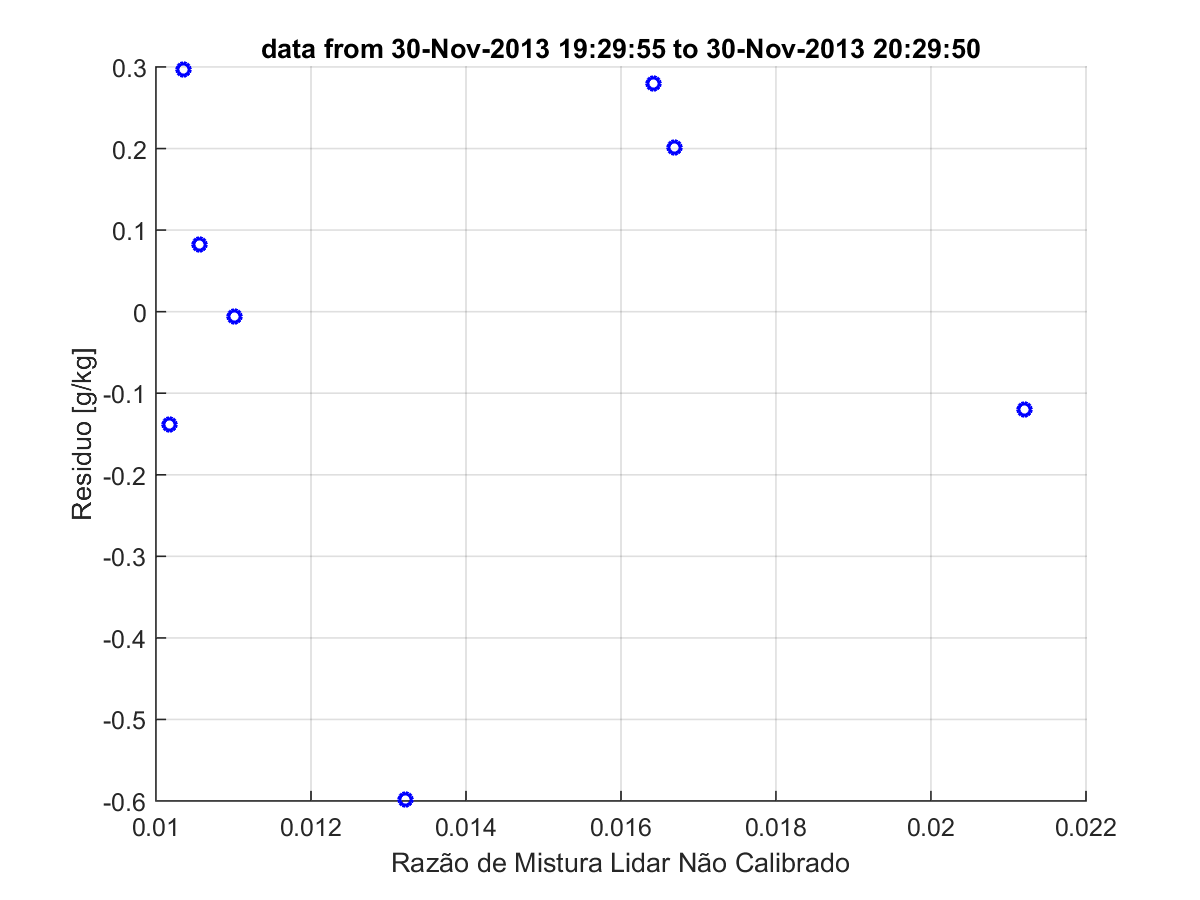 data from 30-Nov-2013 19:29:55 to 30-Nov-2013 20:29:50
0.3
0.2
0.1
0
-0.1
-0.2
-0.3
-0.4
-0.5
-0.6
Residuo [g/kg]
0.01 0.012 0.014 0.016 0.018 0.02 0.022
Razão de Mistura Lidar Não Calibrado